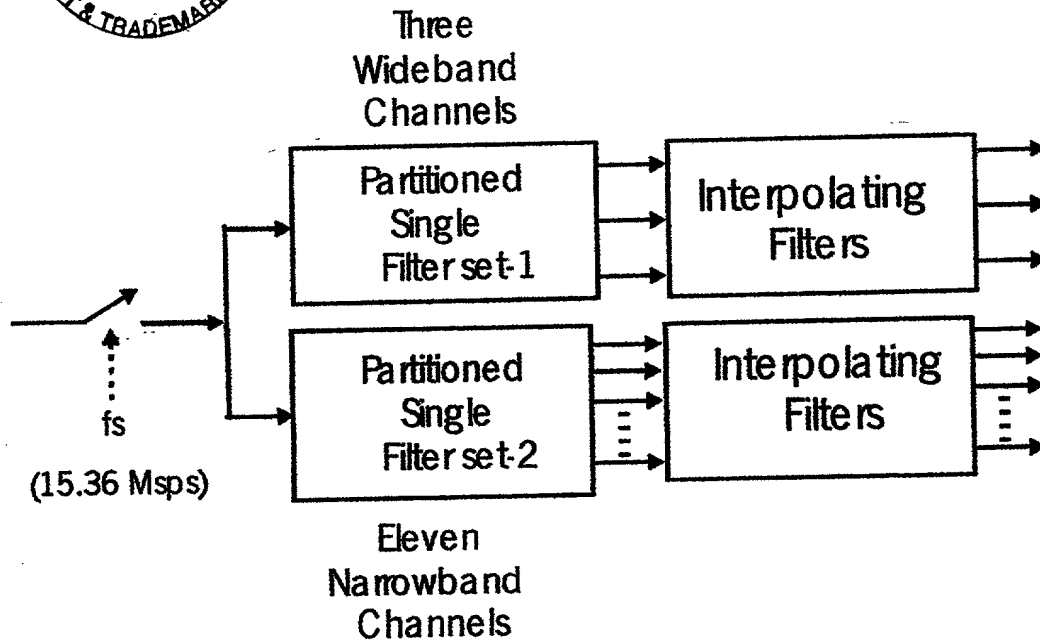 & TRADEMAR
Three
Wideband
Channels
Partitioned
Single
Filter set-1
Interpolating
Filters
fs
(15.36 Msps)
Partitioned
Single
Filter set-2
Interpolating
Filters
Eleven
Narrowband
Channels